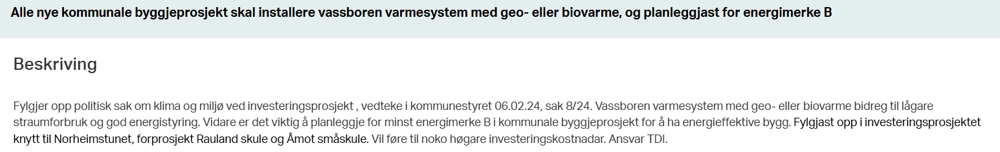 Alle nye kommunale byggjeprosjekt skal installere vassboren varmesystem med geo- eller biovarme, og planleggjast for energimerke B
Beskriving
Fylgjer opp politisk sak om klima og miljø ved investeringsprosjekt , vedteke i kommunestyret 06.02.24, sak 8/24. Vassboren varmesystem med geo- eller biovarme bidreg til lågare
straumforbruk og god energistyring. Vidare er det viktig å planleggje for minst energimerke B i kommunale byggjeprosjekt for å ha energieffektive bygg. Fylgjast opp i investeringsprosjektet
knytt til Norheimstunet, forprosjekt Rauland skule og Åmot småskule. Vil føre til noko høgare investeringskostnadar. Ansvar TDI.